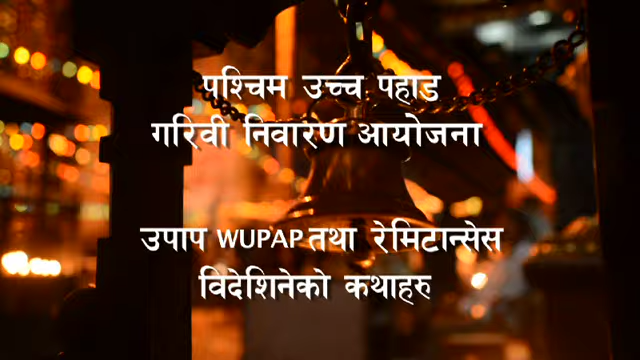 पश्चिम उच्च पहाड
गरिवी निवारण आयोजना
उपाप WUPAP तथा रेमिटान्सेस
विदेशिनेको कथाहरु